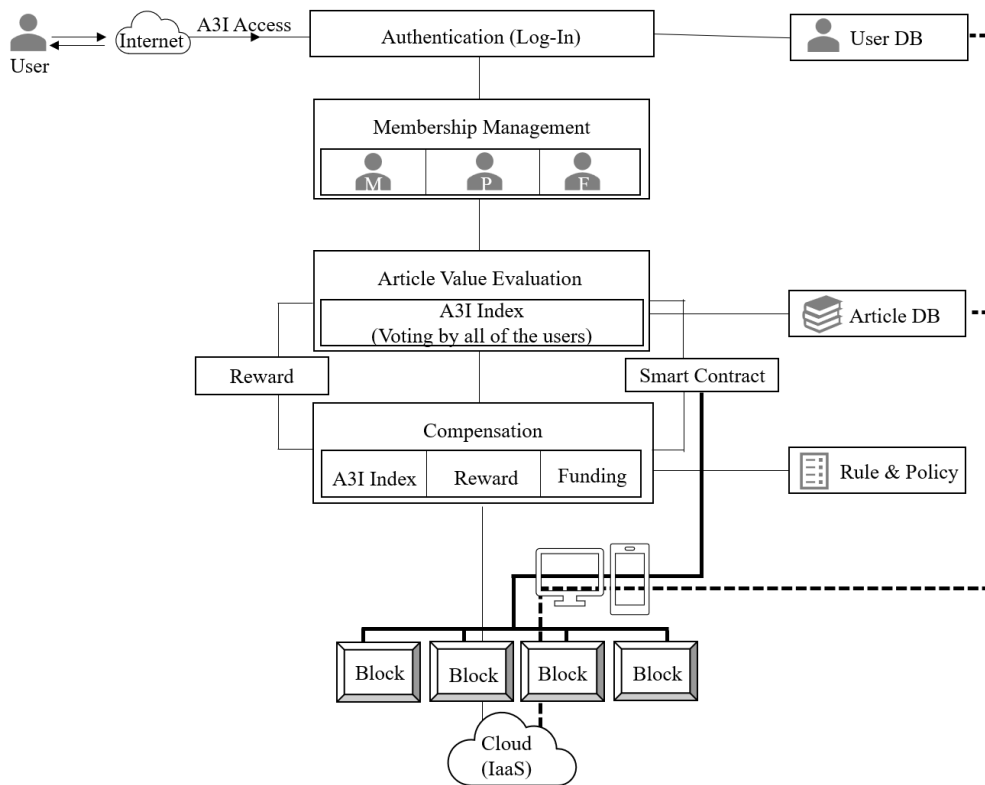 A3I Access
Internet
User
Authentication (Log-In)
User DB
Membership Management
M
P
F
Article Value Evaluation
A3I Index
(Voting by all of the users)
Article DB
Reward
Smart Contract
Compensation
A3I Index
Reward
Funding
Rule & Policy
Block
Block
Block
Block
Cloud
(IaaS)